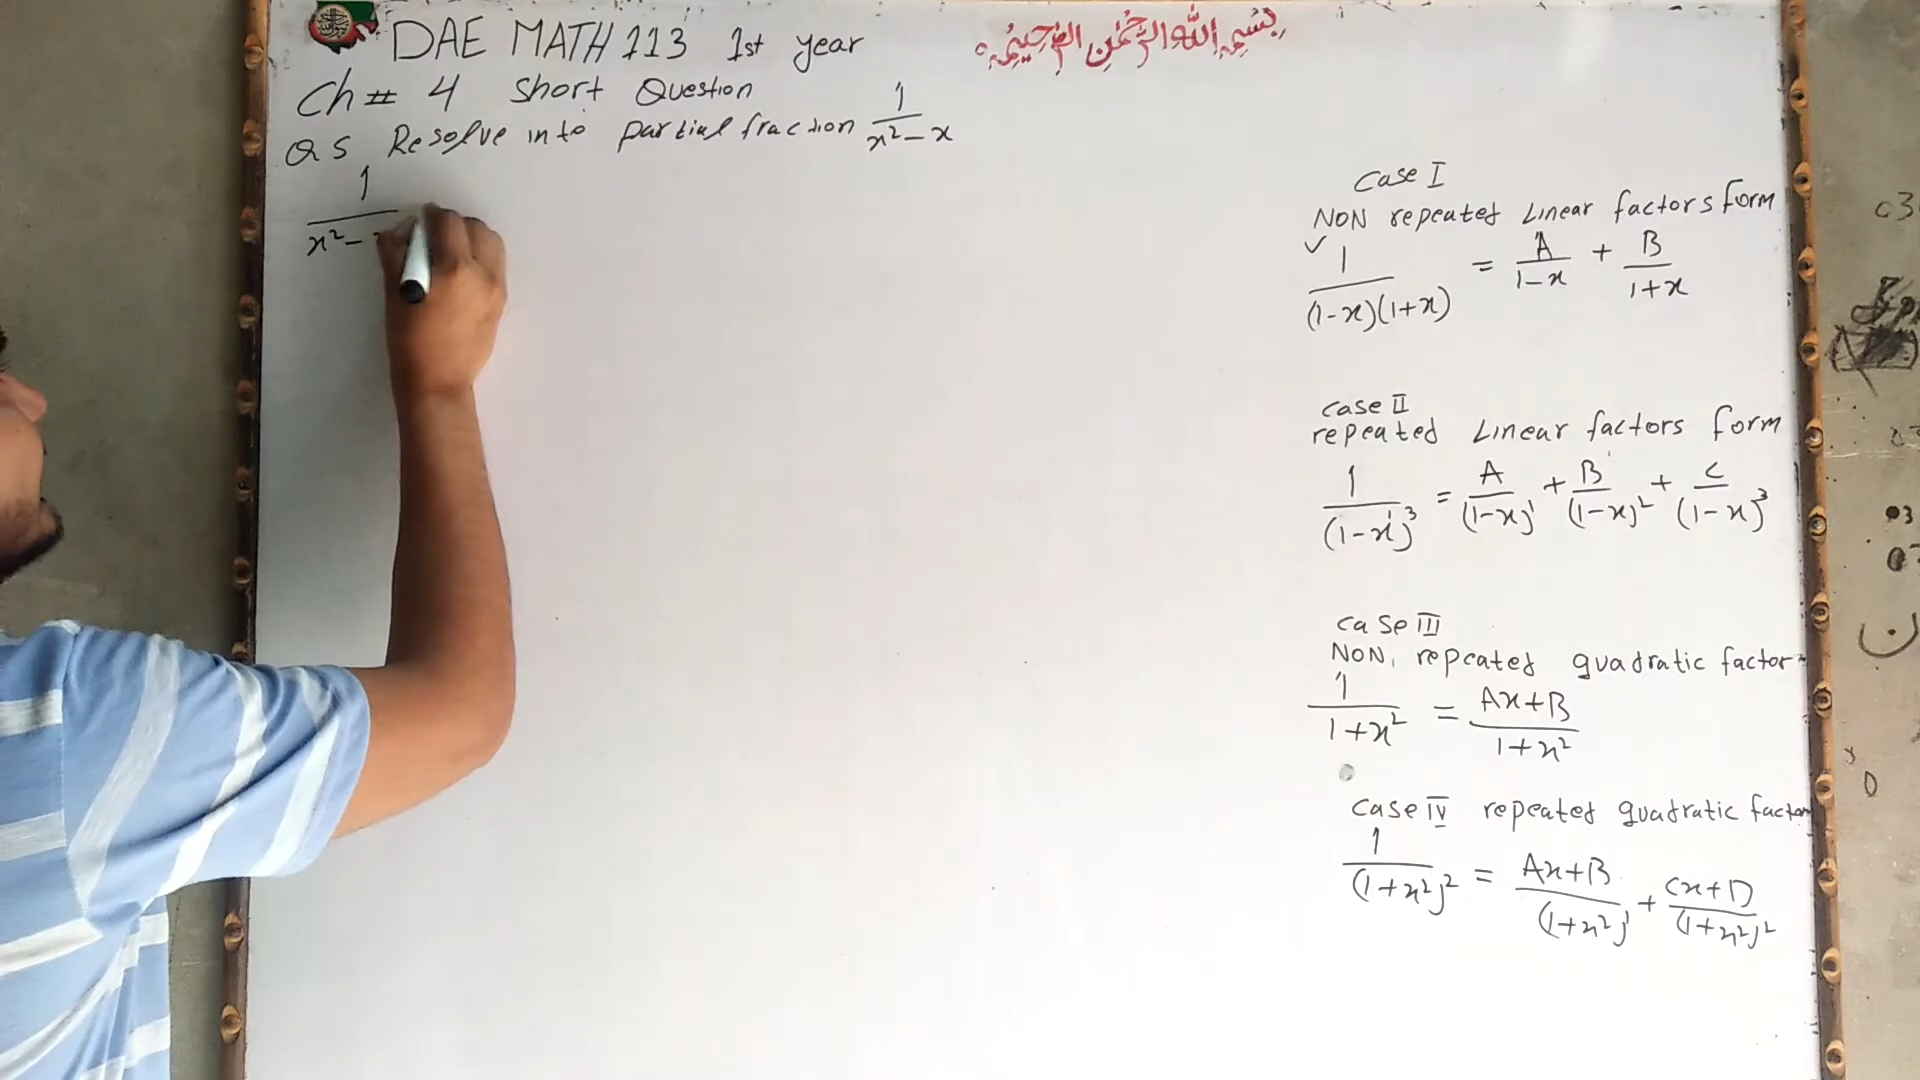 DAE MATH 113 1st year
بِسْمِ اللهِ الرَّحْمٰنِ الرَّحِيْمِ
Ch # 4 Short Question
Q 5 Resolve into partial fraction 1/(x² - x)
1/(x² -
Case I
NON repeated Linear factors form
✓ 1/((1-x)(1+x)) = A/(1-x) + B/(1+x)
Case II
repeated Linear factors form
1/(1-x)³ = A/(1-x)¹ + B/(1-x)² + C/(1-x)³
Case III
NON, repeated quadratic factor
1/(1+x²) = (Ax+B)/(1+x²)
Case IV repeated quadratic factor
1/(1+x²)² = (Ax+B)/(1+x²)¹ + (Cx+D)/(1+x²)²